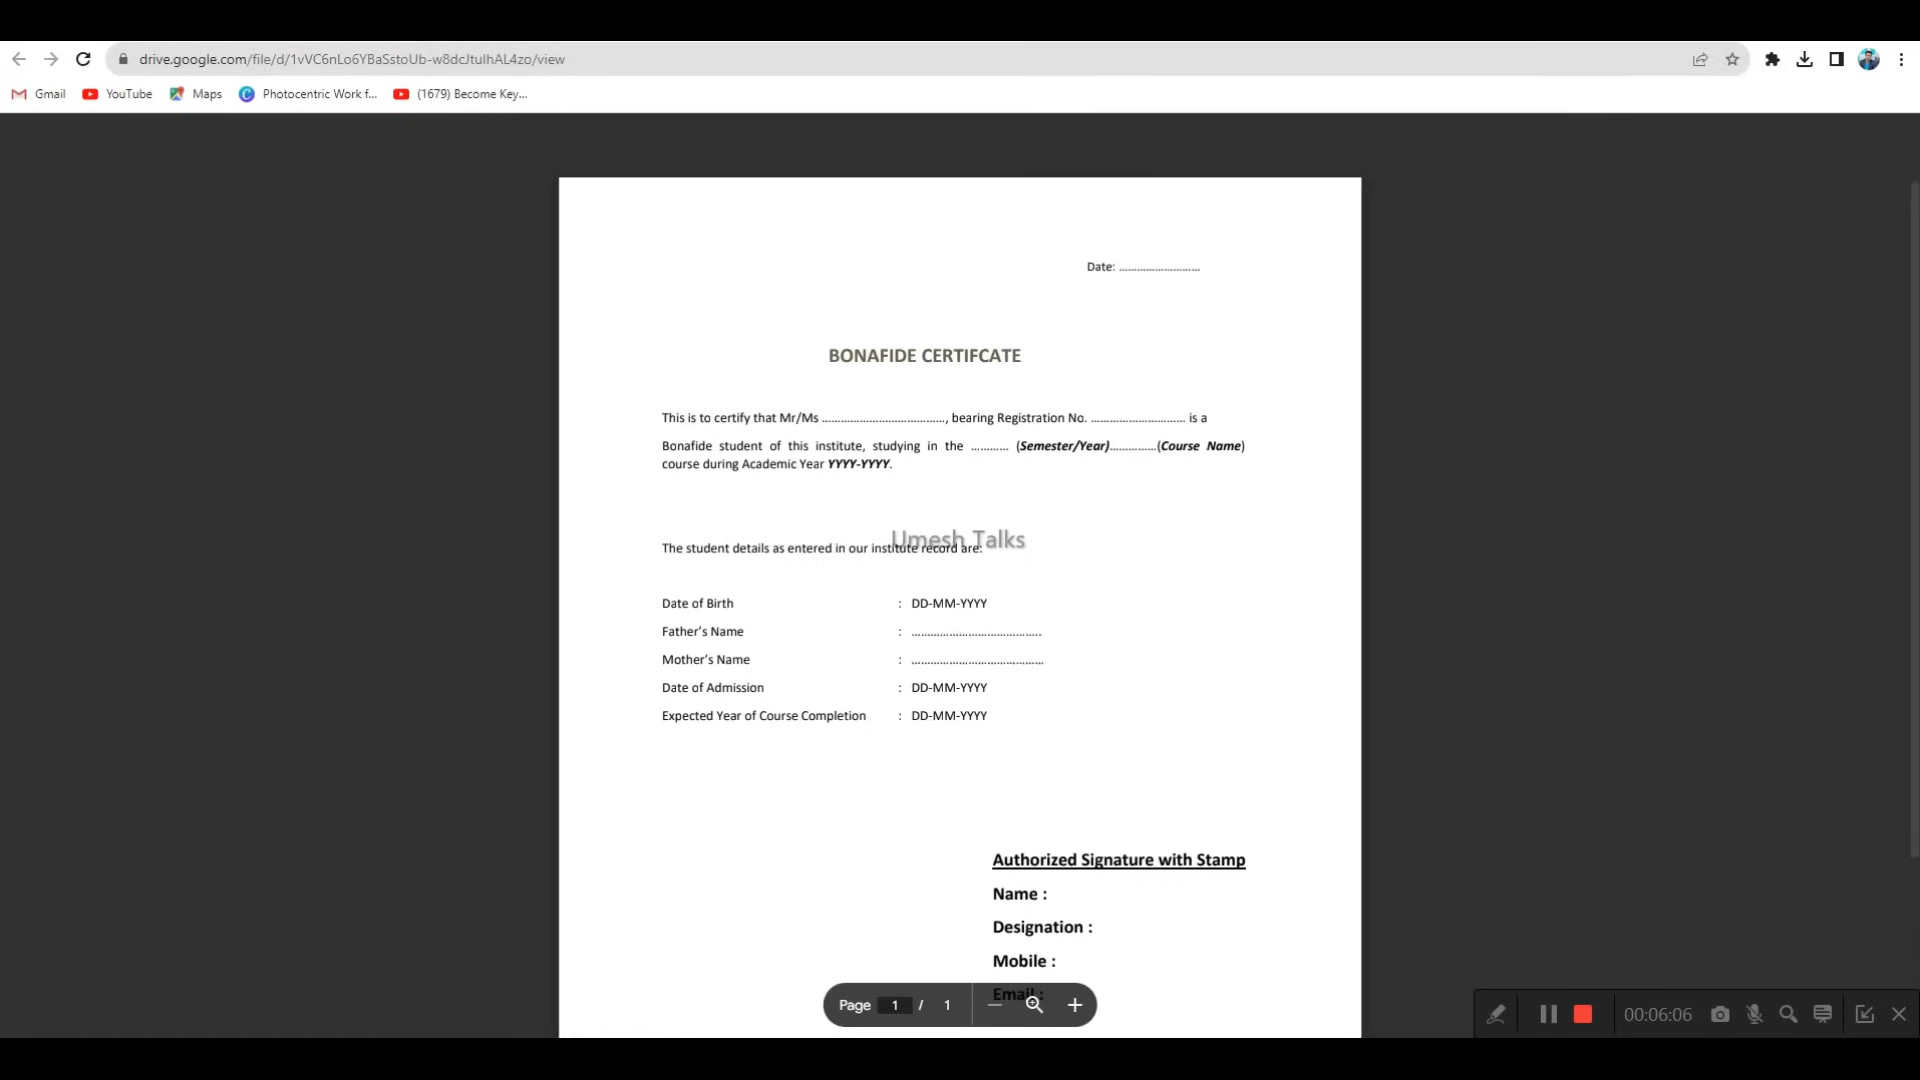 drive.google.com/file/d/1vVC6nLo6YBaSstoUb-w8dcJtuIhAL4zo/view
Gmail YouTube Maps Photocentric Work f... (1679) Become Key...
Date: ...........................
BONAFIDE CERTIFCATE
This is to certify that Mr/Ms ........................................, bearing Registration No. .............................. is a
Bonafide student of this institute, studying in the ............ (Semester/Year)...............(Course Name)
course during Academic Year YYYY-YYYY.
Umesh Talks
The student details as entered in our institute record are:
Date of Birth : DD-MM-YYYY
Father's Name : ..........................................
Mother's Name : ..........................................
Date of Admission : DD-MM-YYYY
Expected Year of Course Completion : DD-MM-YYYY
Authorized Signature with Stamp
Name :
Designation :
Mobile :
Email :
Page 1 / 1
00:06:06